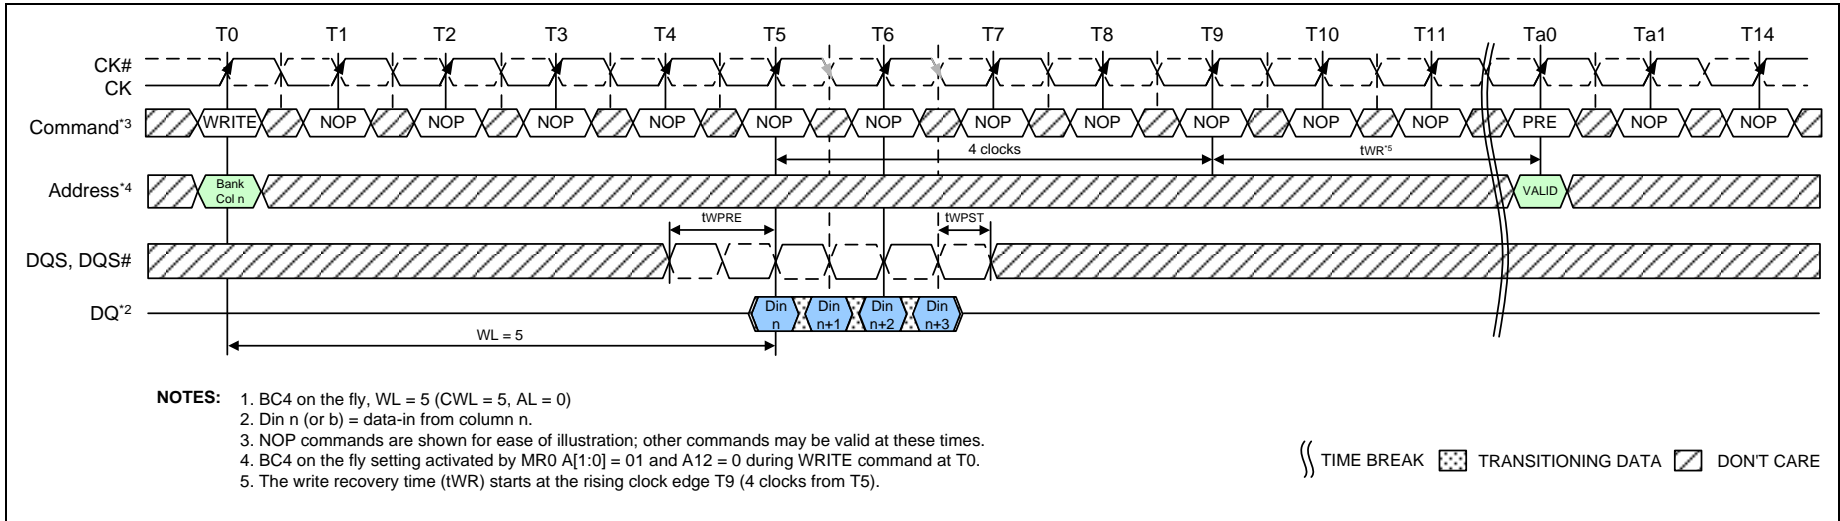 T0 T1 T2 T3 T4 T5 T6 T7 T8 T9 T10 T11 Ta0 Ta1 T14
CK#
CK
Command*3 WRITE NOP NOP NOP NOP NOP NOP NOP NOP NOP NOP NOP PRE NOP NOP
4 clocks tWR*5
Address*4 Bank Col n VALID
tWPRE tWPST
DQS, DQS#
DQ*2 Din n Din n+1 Din n+2 Din n+3
WL = 5
NOTES: 1. BC4 on the fly, WL = 5 (CWL = 5, AL = 0)
2. Din n (or b) = data-in from column n.
3. NOP commands are shown for ease of illustration; other commands may be valid at these times.
4. BC4 on the fly setting activated by MR0 A[1:0] = 01 and A12 = 0 during WRITE command at T0.
5. The write recovery time (tWR) starts at the rising clock edge T9 (4 clocks from T5).
TIME BREAK TRANSITIONING DATA DON'T CARE